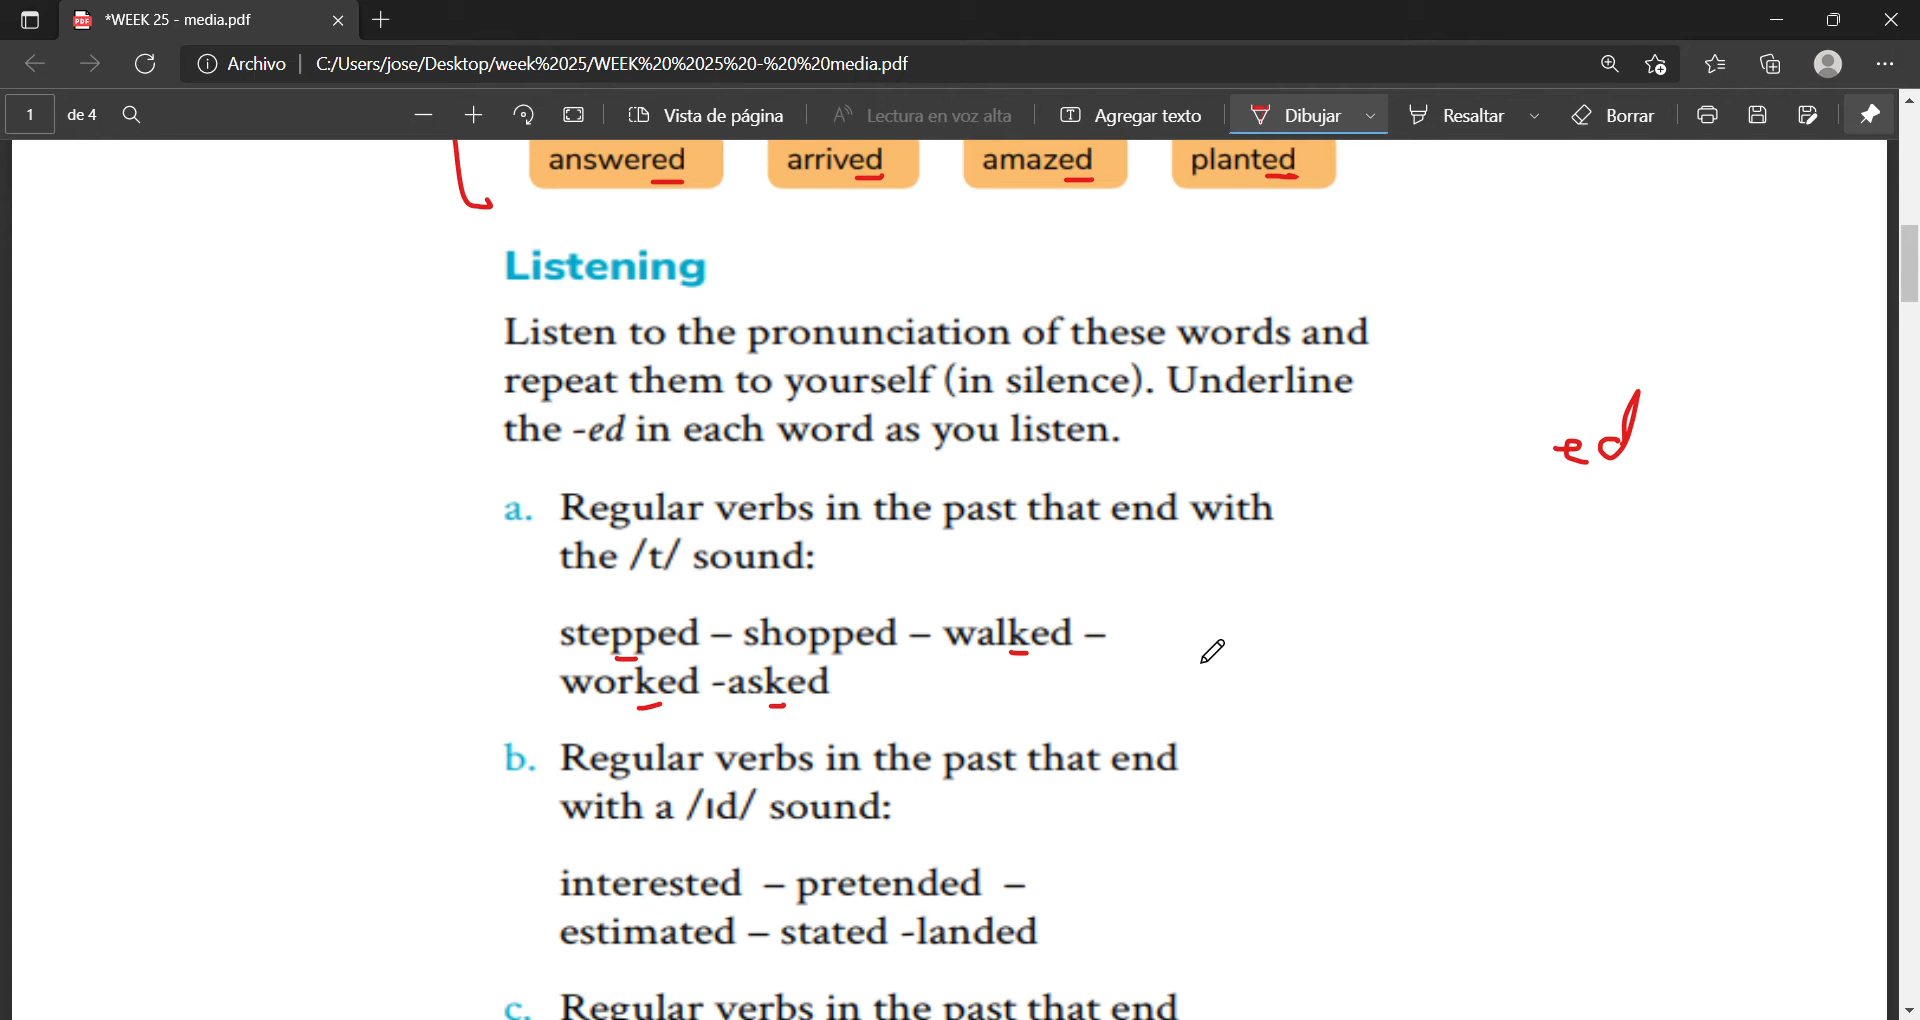 *WEEK 25 - media.pdf
Archivo C:/Users/jose/Desktop/week%2025/WEEK%20%2025%20-%20%20media.pdf
1 de 4 Vista de página Lectura en voz alta Agregar texto Dibujar Resaltar Borrar
answered arrived amazed planted
Listening
Listen to the pronunciation of these words and
repeat them to yourself (in silence). Underline
the -ed in each word as you listen.
ed
a. Regular verbs in the past that end with
the /t/ sound:
stepped – shopped – walked –
worked -asked
b. Regular verbs in the past that end
with a /ɪd/ sound:
interested – pretended –
estimated – stated -landed
c. Regular verbs in the past that end